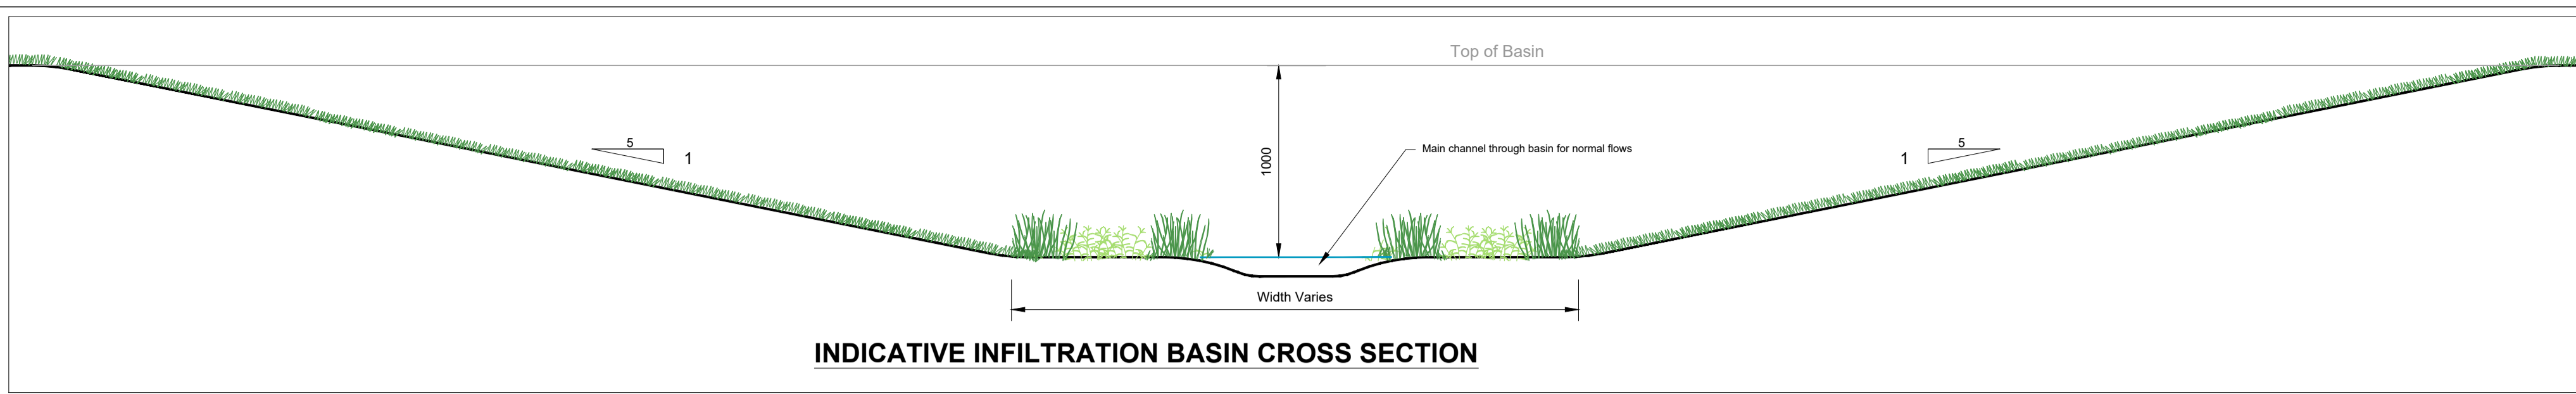 Top of Basin
5
1
1000
Main channel through basin for normal flows
1
5
Width Varies
INDICATIVE INFILTRATION BASIN CROSS SECTION